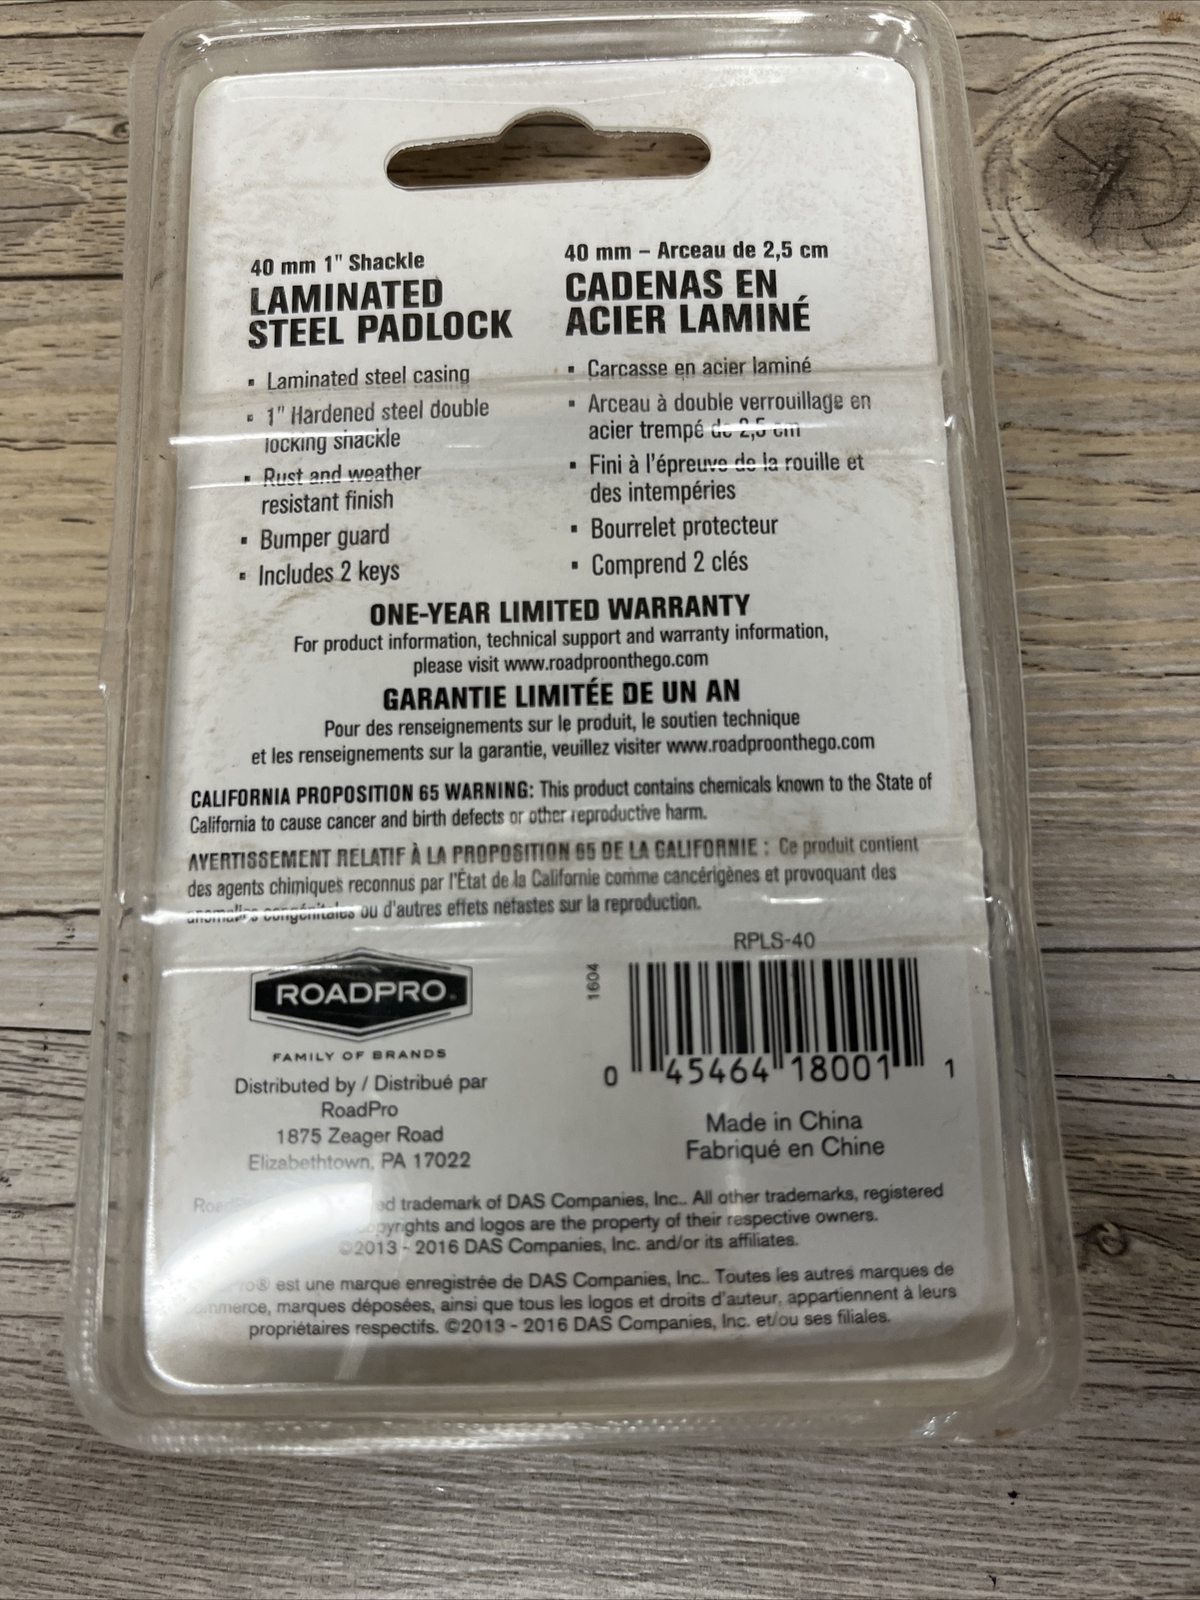 40 mm 1" Shackle
LAMINATED
STEEL PADLOCK
▪ Laminated steel casing
▪ 1" Hardened steel double
locking shackle
▪ Rust and weather
resistant finish
▪ Bumper guard
▪ Includes 2 keys
40 mm – Arceau de 2,5 cm
CADENAS EN
ACIER LAMINÉ
▪ Carcasse en acier laminé
▪ Arceau à double verrouillage en
acier trempé de 2,5 cm
▪ Fini à l'épreuve de la rouille et
des intempéries
▪ Bourrelet protecteur
▪ Comprend 2 clés
ONE-YEAR LIMITED WARRANTY
For product information, technical support and warranty information,
please visit www.roadproonthego.com
GARANTIE LIMITÉE DE UN AN
Pour des renseignements sur le produit, le soutien technique
et les renseignements sur la garantie, veuillez visiter www.roadproonthego.com
CALIFORNIA PROPOSITION 65 WARNING: This product contains chemicals known to the State of
California to cause cancer and birth defects or other reproductive harm.
AVERTISSEMENT RELATIF À LA PROPOSITION 65 DE LA CALIFORNIE : Ce produit contient
des agents chimiques reconnus par l'État de la Californie comme cancérigènes et provoquant des
anomalies congénitales ou d'autres effets néfastes sur la reproduction.
ROADPRO®
FAMILY OF BRANDS
Distributed by / Distribué par
RoadPro
1875 Zeager Road
Elizabethtown, PA 17022
RPLS-40
1604
0 45464 18001 1
Made in China
Fabriqué en Chine
trademark of DAS Companies, Inc.. All other trademarks, registered
copyrights and logos are the property of their respective owners.
©2013 - 2016 DAS Companies, Inc. and/or its affiliates.
est une marque enregistrée de DAS Companies, Inc.. Toutes les autres marques de
commerce, marques déposées, ainsi que tous les logos et droits d'auteur, appartiennent à leurs
propriétaires respectifs. ©2013 - 2016 DAS Companies, Inc. et/ou ses filiales.